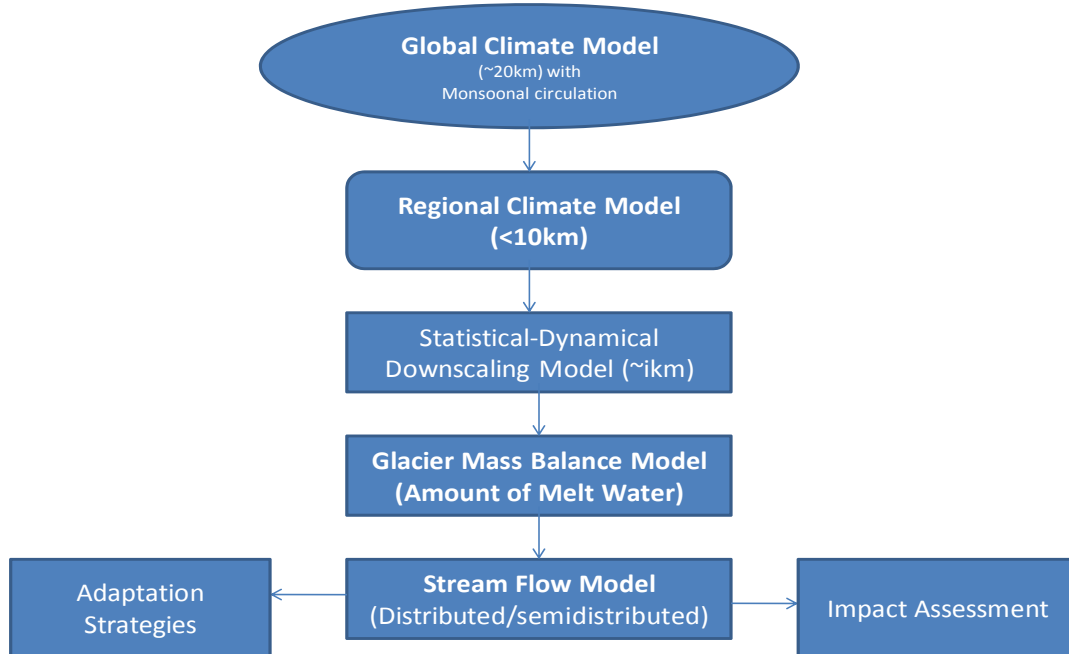 Global Climate Model
(~20km) with
Monsoonal circulation
Regional Climate Model
(<10km)
Statistical-Dynamical
Downscaling Model (~ikm)
Glacier Mass Balance Model
(Amount of Melt Water)
Adaptation
Strategies
Stream Flow Model
(Distributed/semidistributed)
Impact Assessment